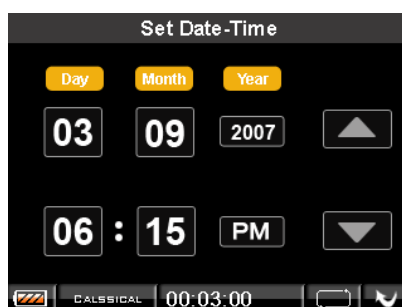 Set Date-Time
Day Month Year
03 09 2007
06 : 15 PM
CALSSICAL 00:03:00